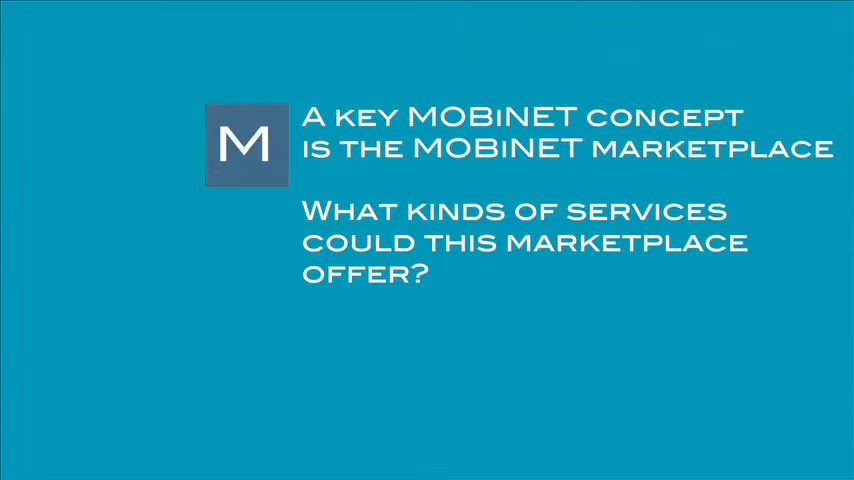 M
A KEY MOBiNET CONCEPT
IS THE MOBiNET MARKETPLACE
WHAT KINDS OF SERVICES
COULD THIS MARKETPLACE
OFFER?